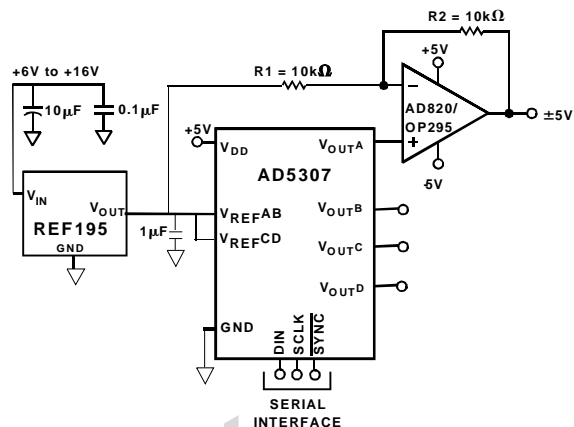 R2 = 10kΩ
+6V to +16V
R1 = 10kΩ
+5V
10µF
0.1µF
AD820/
OP295
±5V
-5V
+5V
VDD
VOUTA
AD5307
VIN
VOUT
REF195
GND
1µF
VREFAB
VREFCD
VOUTB
VOUTC
VOUTD
GND
DIN
SCLK
SYNC
SERIAL
INTERFACE